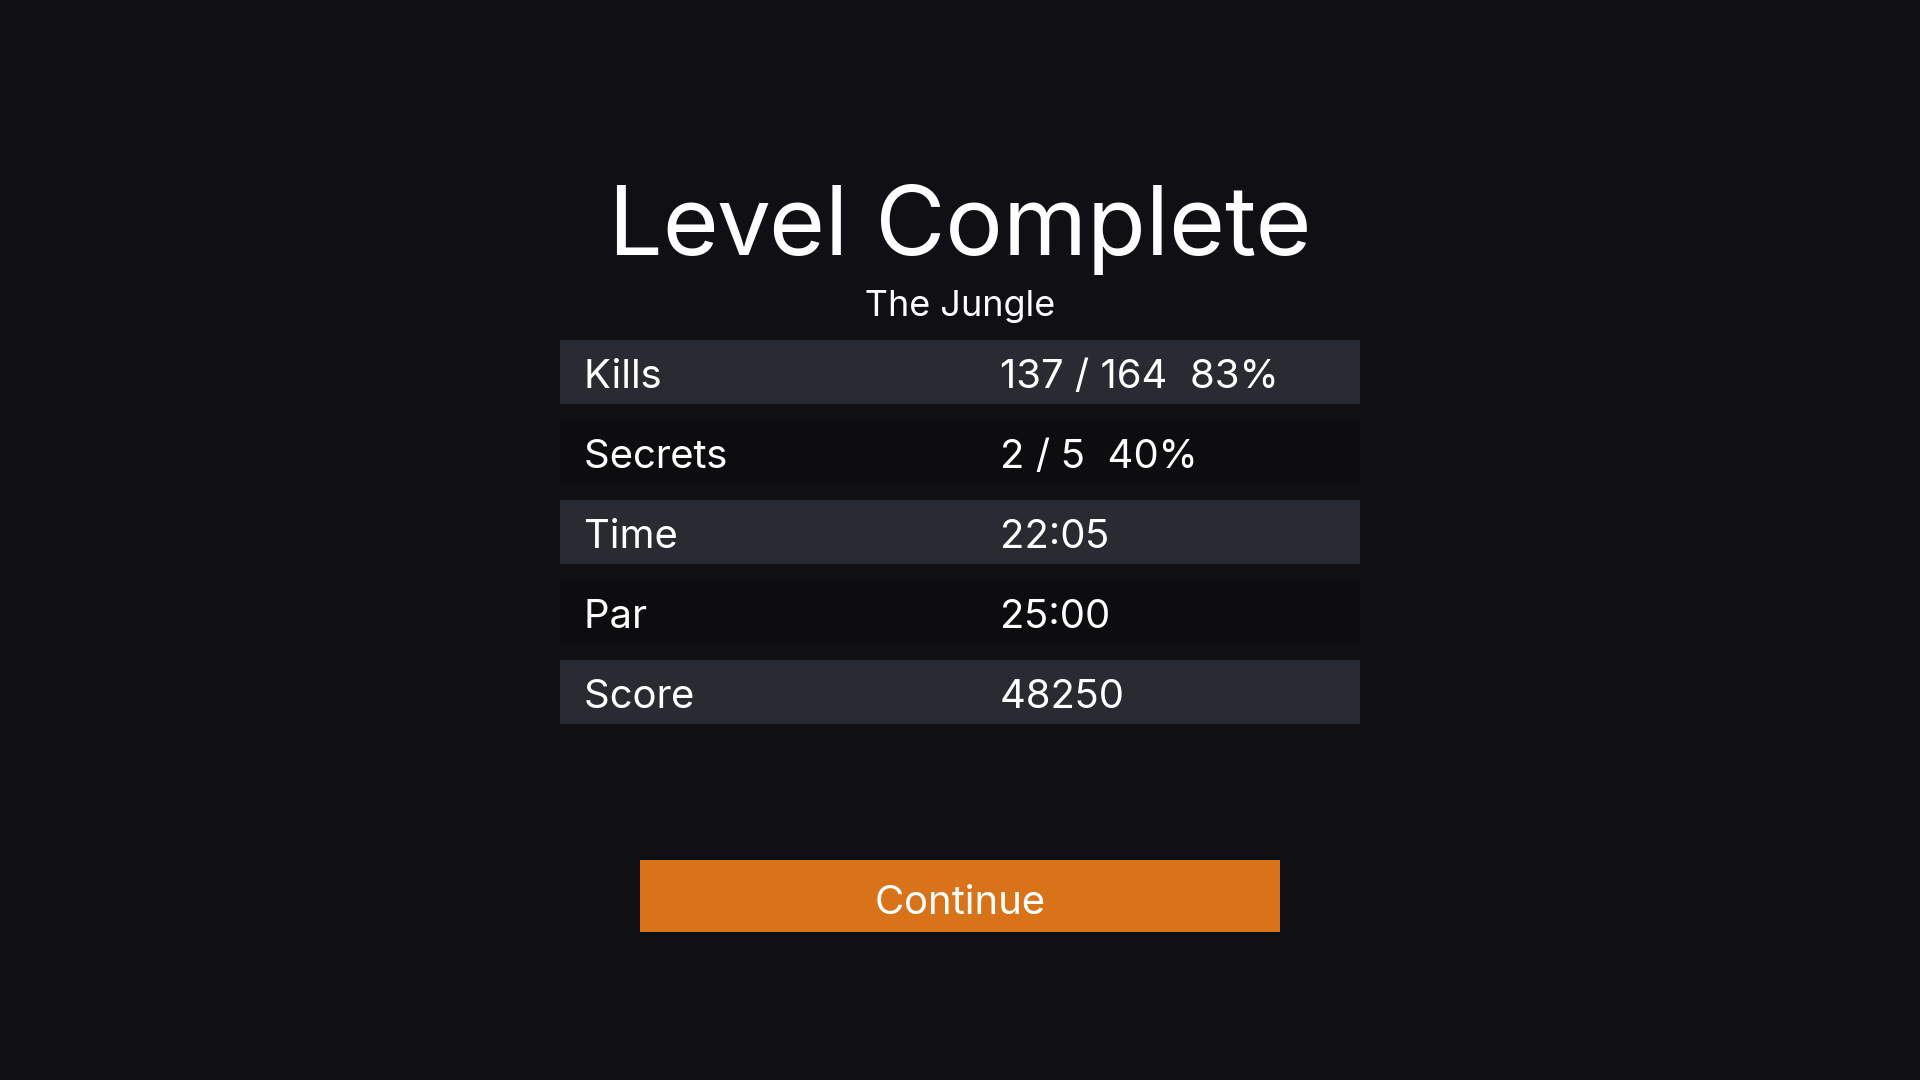 Level Complete
The Jungle
Kills 137 / 164 83%
Secrets 2 / 5 40%
Time 22:05
Par 25:00
Score 48250
Continue